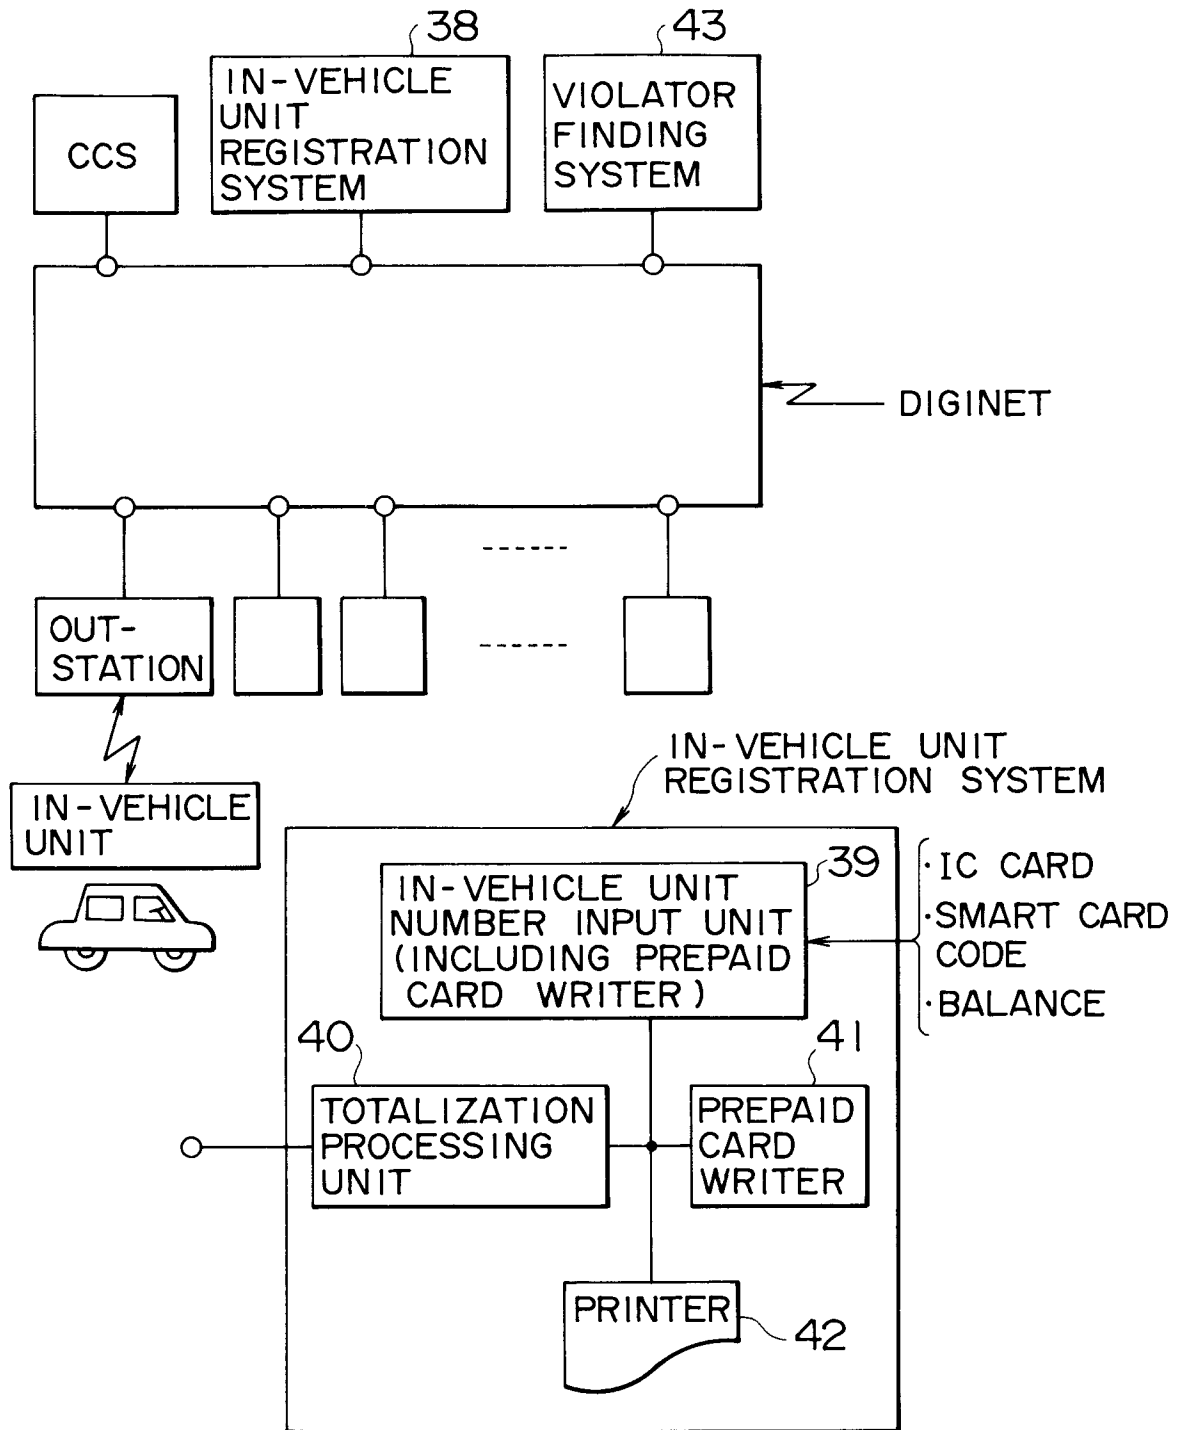 38
43
CCS
IN-VEHICLE
UNIT
REGISTRATION
SYSTEM
VIOLATOR
FINDING
SYSTEM
DIGINET
OUT-
STATION
IN-VEHICLE
UNIT
IN-VEHICLE UNIT
REGISTRATION SYSTEM
39
IN-VEHICLE UNIT
NUMBER INPUT UNIT
(INCLUDING PREPAID
CARD WRITER)
·IC CARD
·SMART CARD
CODE
·BALANCE
40
TOTALIZATION
PROCESSING
UNIT
41
PREPAID
CARD
WRITER
PRINTER
42